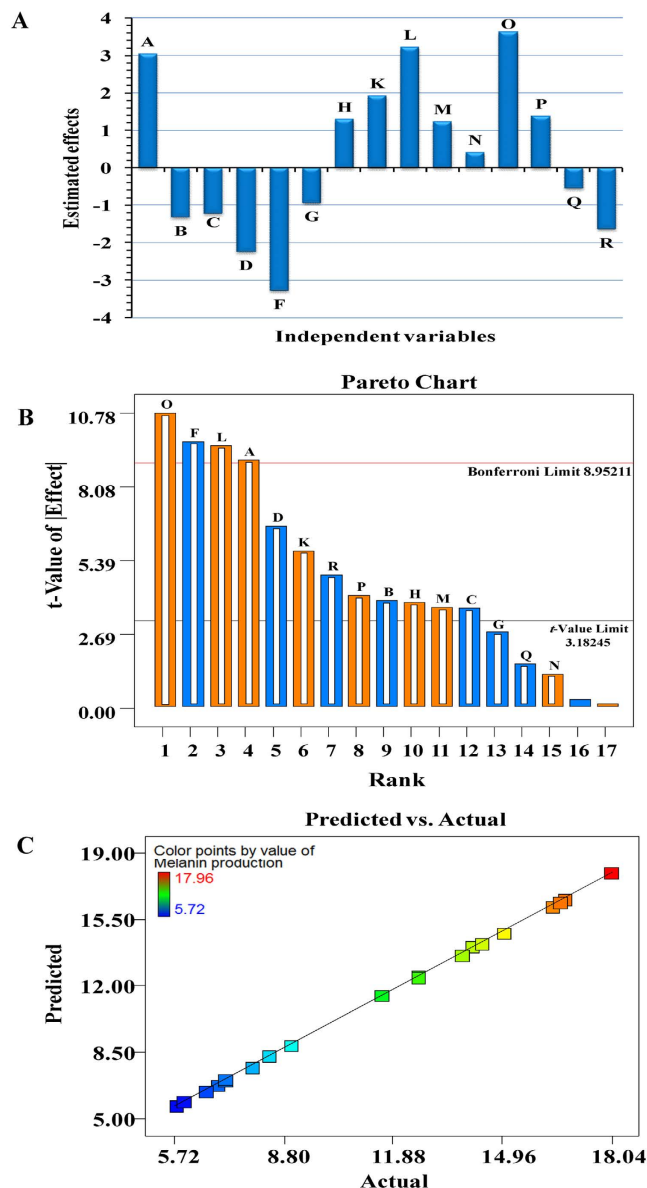 A
4
3
2
1
0
-1
-2
-3
-4
Estimated effects
A
B
C
D
F
G
H
K
L
M
N
O
P
Q
R
Independent variables
B
Pareto Chart
10.78
8.08
5.39
2.69
0.00
t-Value of |Effect|
O
F
L
A
D
K
R
P
B
H
M
C
G
Q
N
Bonferroni Limit 8.95211
t-Value Limit
3.18245
1 2 3 4 5 6 7 8 9 10 11 12 13 14 15 16 17
Rank
C
Predicted vs. Actual
Color points by value of
Melanin production
17.96
5.72
19.00
15.50
12.00
8.50
5.00
Predicted
5.72 8.80 11.88 14.96 18.04
Actual